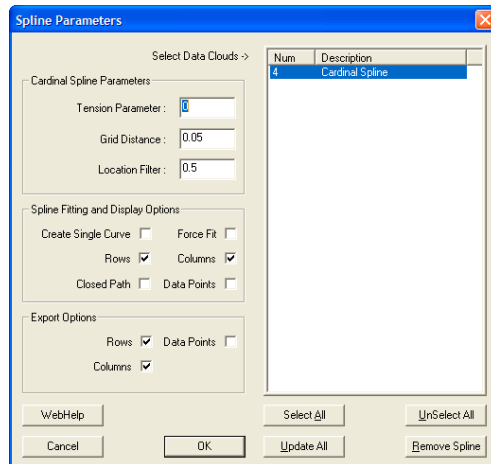 Spline Parameters
Select Data Clouds ->
Num Description
4 Cardinal Spline
Cardinal Spline Parameters
Tension Parameter : 0
Grid Distance : 0.05
Location Filter : 0.5
Spline Fitting and Display Options
Create Single Curve Force Fit
Rows Columns
Closed Path Data Points
Export Options
Rows Data Points
Columns
WebHelp Select All UnSelect All
Cancel OK Update All Remove Spline